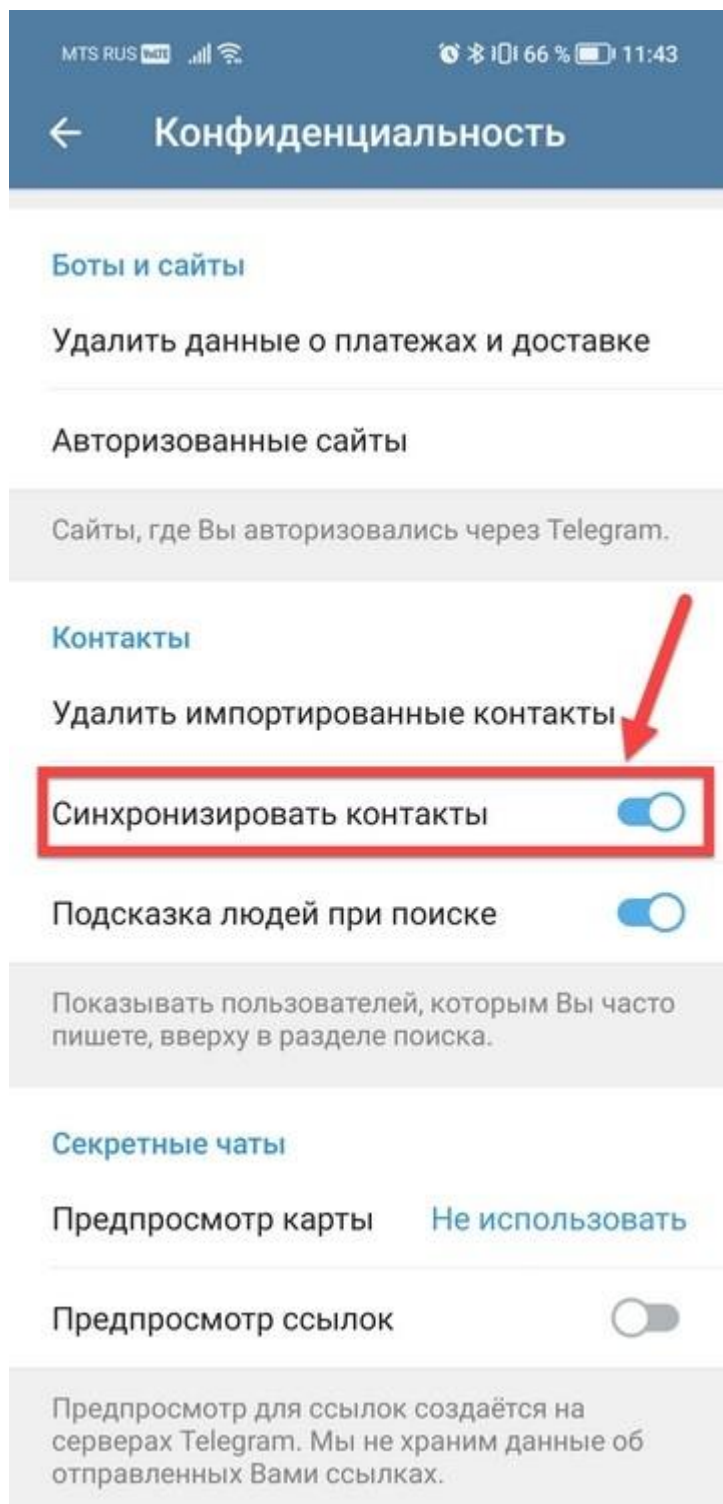 MTS RUS VoLTE 66 % 11:43
Конфиденциальность
Боты и сайты
Удалить данные о платежах и доставке
Авторизованные сайты
Сайты, где Вы авторизовались через Telegram.
Контакты
Удалить импортированные контакты
Синхронизировать контакты
Подсказка людей при поиске
Показывать пользователей, которым Вы часто
пишете, вверху в разделе поиска.
Секретные чаты
Предпросмотр карты Не использовать
Предпросмотр ссылок
Предпросмотр для ссылок создаётся на
серверах Telegram. Мы не храним данные об
отправленных Вами ссылках.